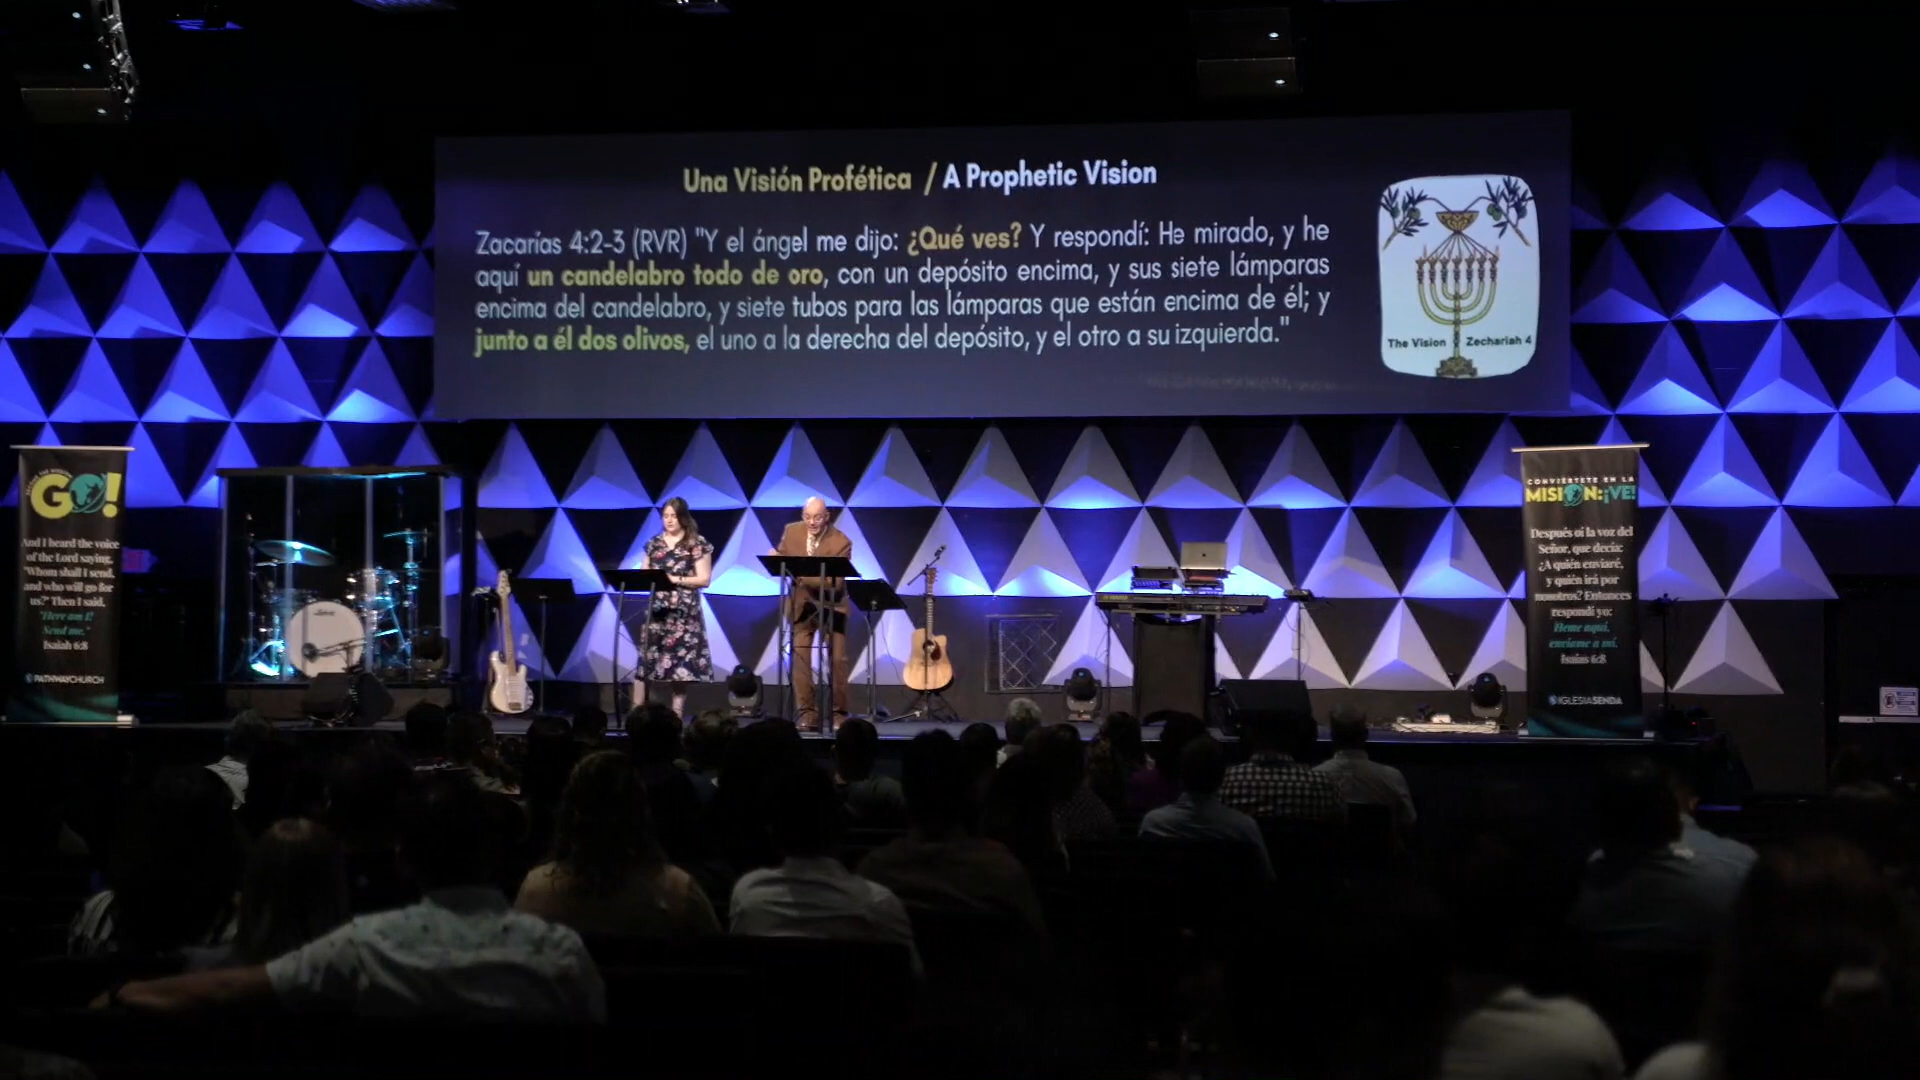 Una Visión Profética / A Prophetic Vision
Zacarías 4:2-3 (RVR) "Y el ángel me dijo: ¿Qué ves? Y respondí: He mirado, y he
aquí un candelabro todo de oro, con un depósito encima, y sus siete lámparas
encima del candelabro, y siete tubos para las lámparas que están encima de él; y
junto a él dos olivos, el uno a la derecha del depósito, y el otro a su izquierda."
The Vision Zechariah 4
GO!
And I heard the voice
of the Lord saying,
"Whom shall I send,
and who will go for
us?" Then I said,
"Here am I!
Send me."
Isaiah 6:8
PATHWAYCHURCH
CONVIÉRTETE EN LA
MISIÓN: ¡VE!
Después oí la voz del
Señor, que decía:
¿A quién enviaré,
y quién irá por
nosotros? Entonces
respondí yo:
Heme aquí,
envíame a mí.
Isaías 6:8
IGLESIASENDA